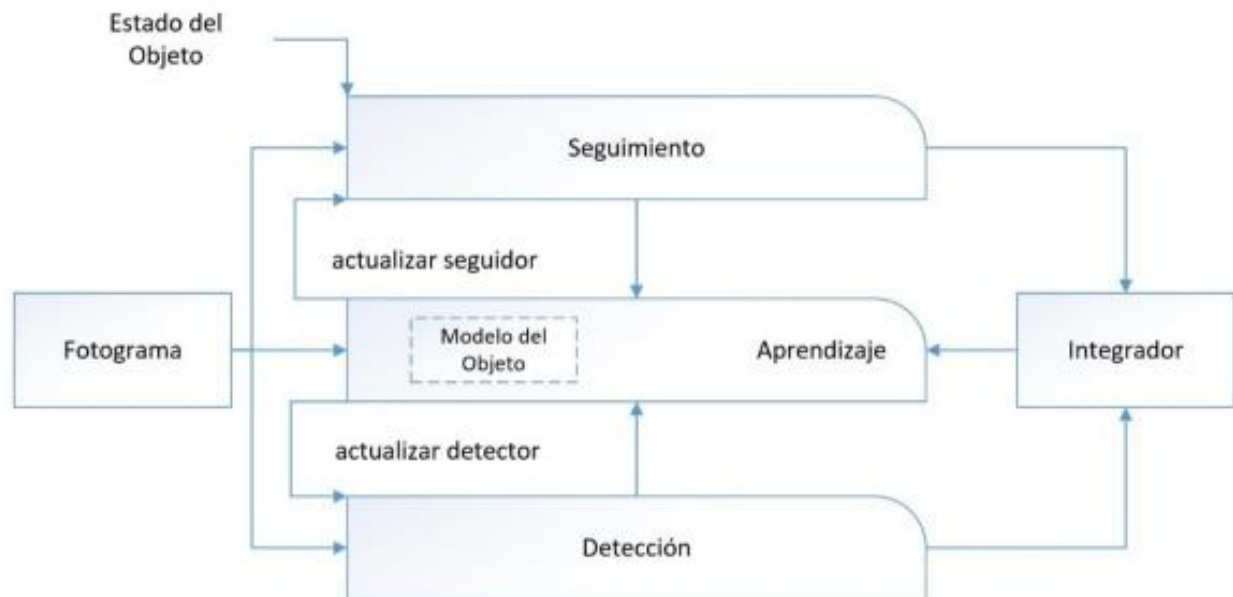 Estado del
Objeto
Seguimiento
actualizar seguidor
Fotograma
Modelo del
Objeto
Aprendizaje
Integrador
actualizar detector
Detección